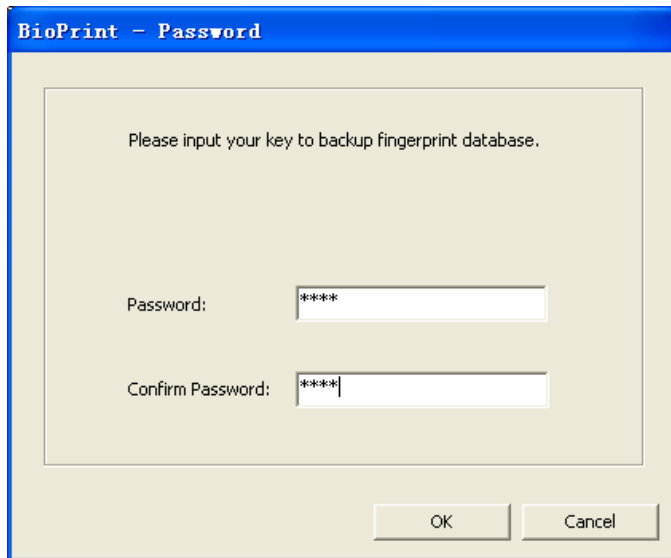 BioPrint - Password
Please input your key to backup fingerprint database.
Password: ****
Confirm Password: ****
OK Cancel